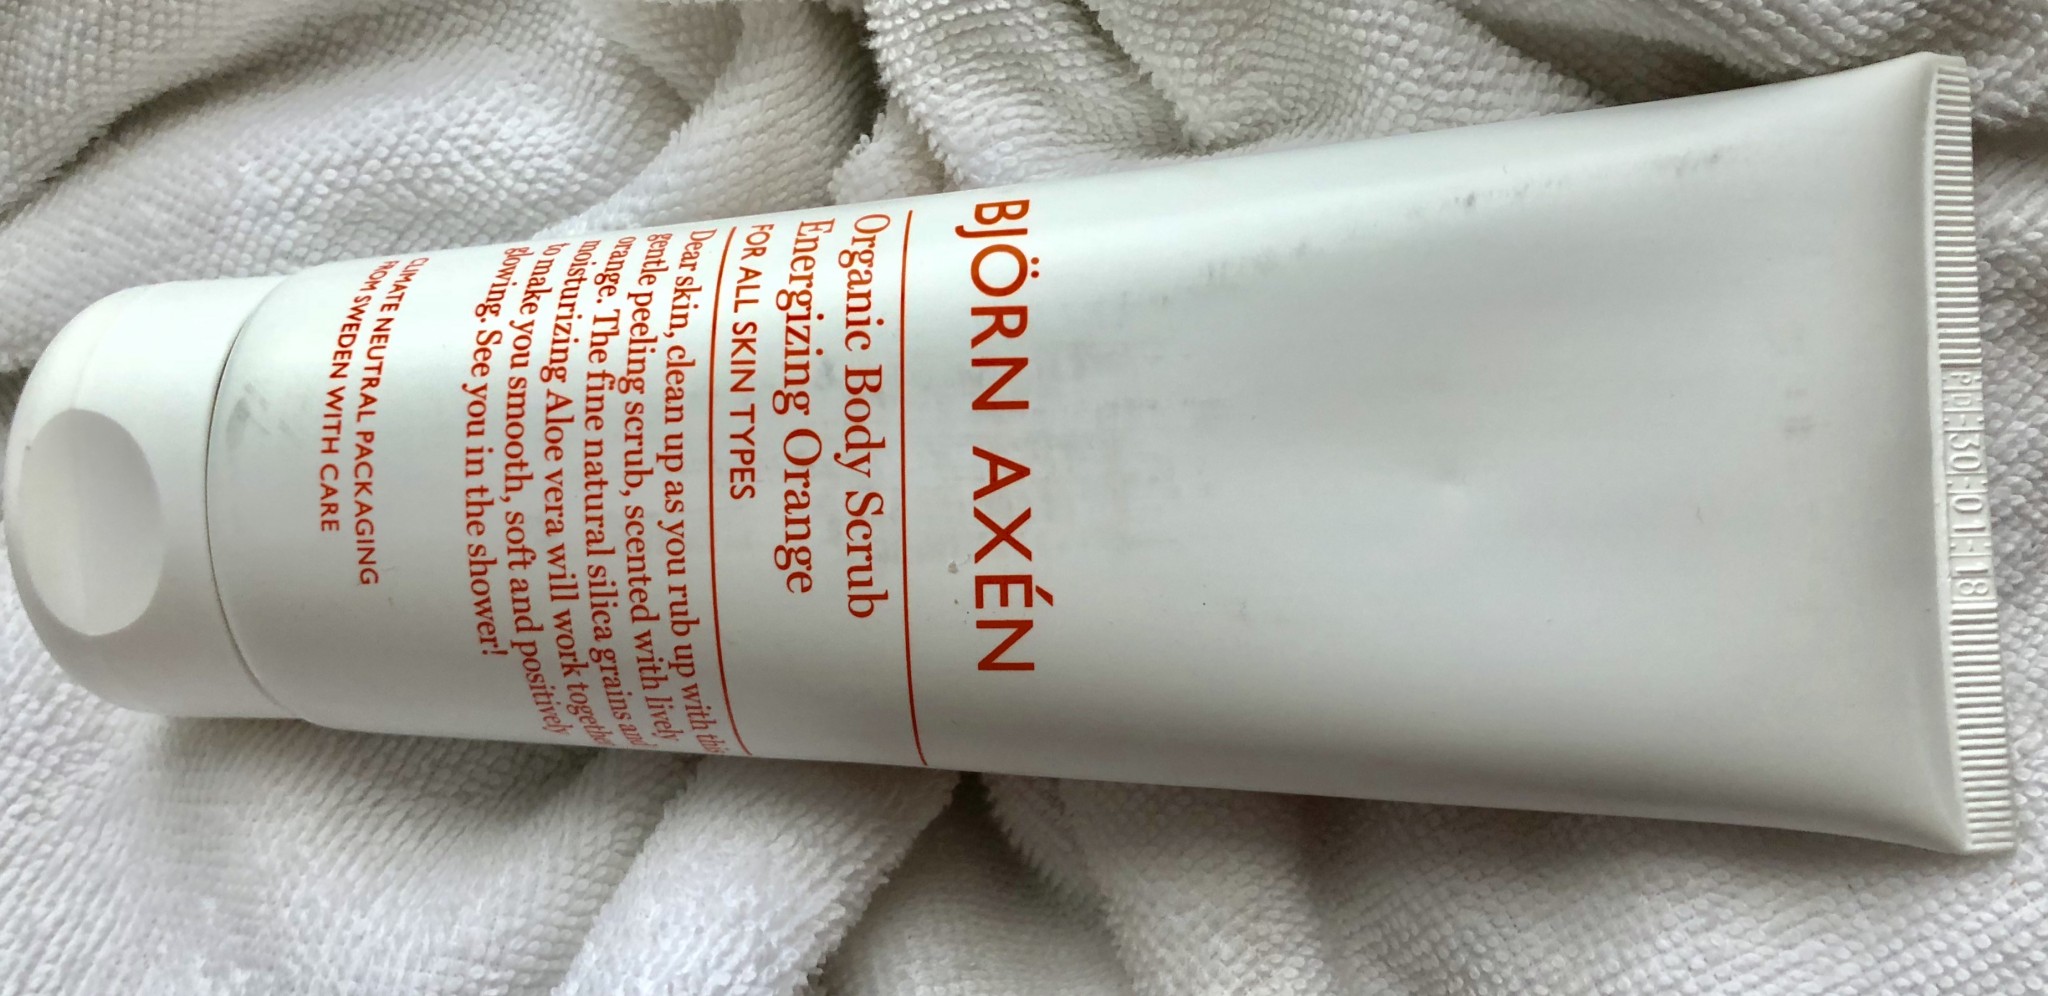 BJÖRN AXÉN
Organic Body Scrub
Energizing Orange
FOR ALL SKIN TYPES
Dear skin, clean up as you rub up with this
gentle peeling scrub, scented with lively
orange. The fine natural silica grains and
moisturizing Aloe vera will work together
to make you smooth, soft and positively
glowing. See you in the shower!
CLIMATE NEUTRAL PACKAGING
FROM SWEDEN WITH CARE